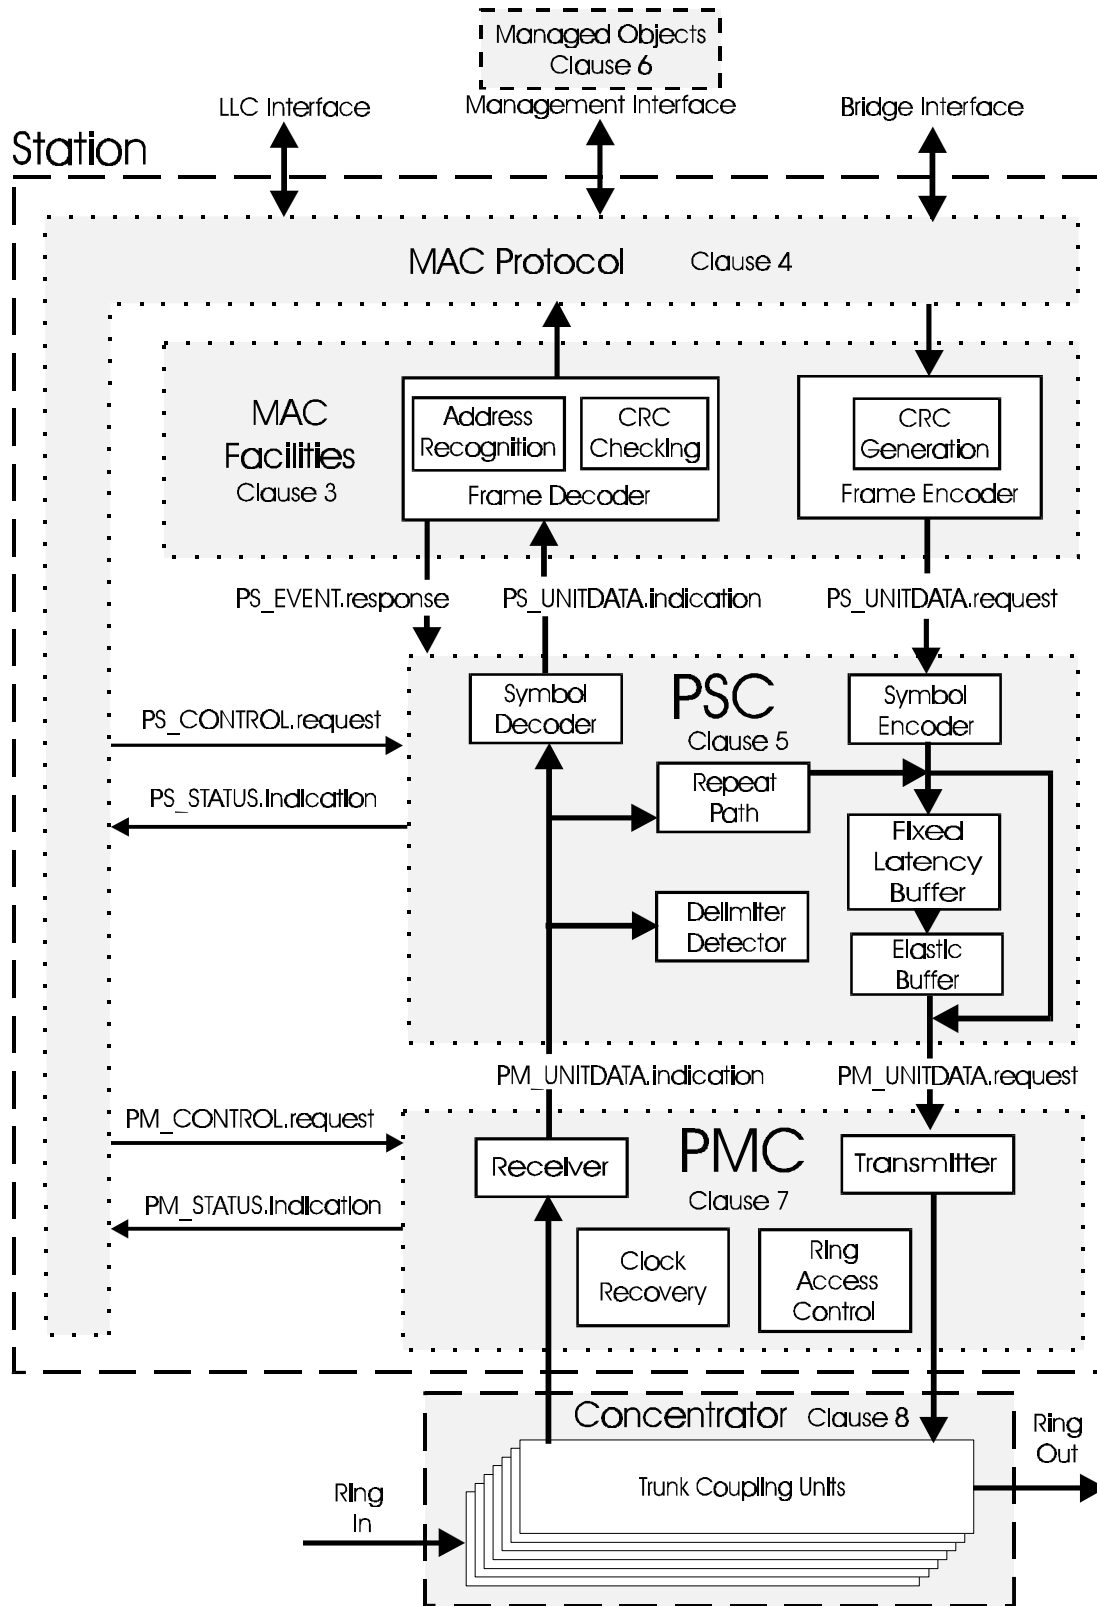 Managed Objects
Clause 6
LLC Interface
Management Interface
Bridge Interface
Station
MAC Protocol
Clause 4
MAC
Facilities
Clause 3
Address
Recognition
CRC
Checking
Frame Decoder
CRC
Generation
Frame Encoder
PS_EVENT.response
PS_UNITDATA.indication
PS_UNITDATA.request
Symbol
Decoder
PSC
Clause 5
Symbol
Encoder
PS_CONTROL.request
PS_STATUS.indication
Repeat
Path
Fixed
Latency
Buffer
Delimiter
Detector
Elastic
Buffer
PM_UNITDATA.indication
PM_UNITDATA.request
PM_CONTROL.request
PM_STATUS.indication
Receiver
PMC
Clause 7
Transmitter
Clock
Recovery
Ring
Access
Control
Concentrator Clause 8
Ring
Out
Trunk Coupling Units
Ring
In